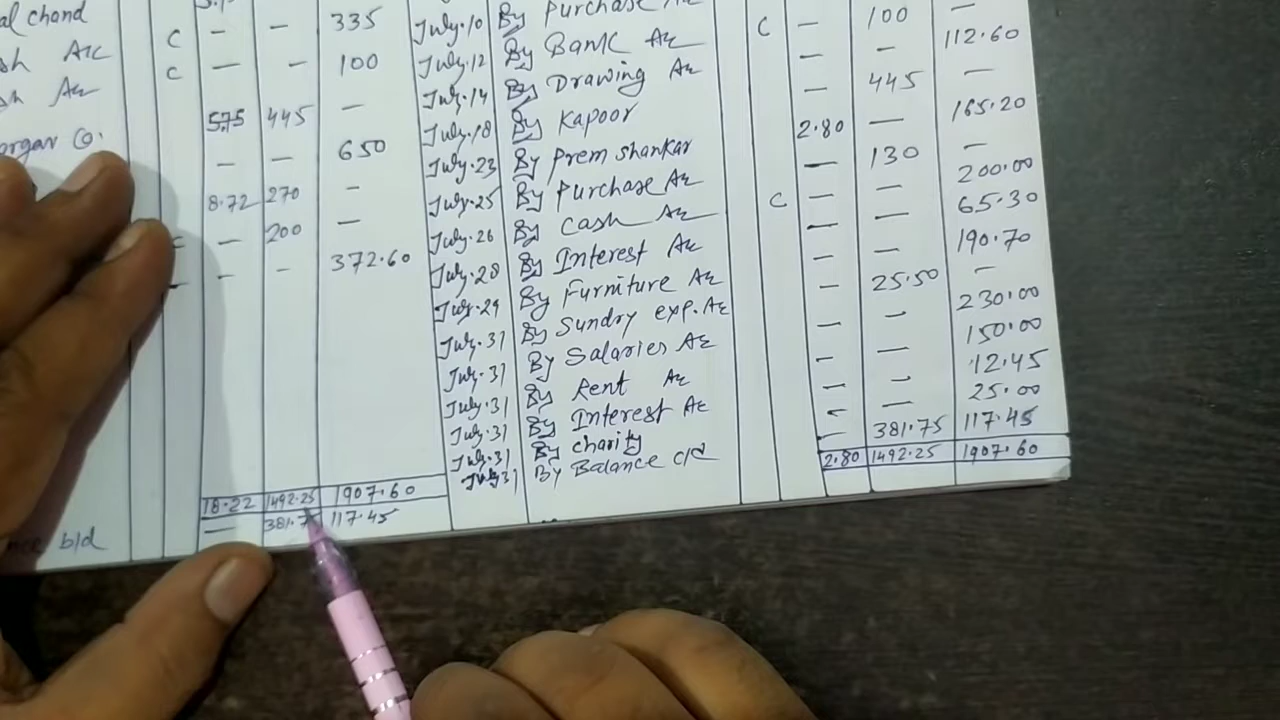 al chand C — — 335 July.10 By Purchase A/c C — 100 —
sh A/C C — — 100 July.12 By Bank A/c — — 112.60
sh A/c 5.75 445 — July.14 By Drawing A/c — 445 —
organ Co. — — 650 July.18 By Kapoor 2.80 — 165.20
8.72 270 — July.23 By Prem Shankar — 130 —
C — 200 — July.25 By Purchase A/c — — 200.00
— — 372.60 July.26 By Cash A/c C — — 65.30
July.28 By Interest A/c — — 190.70
July.29 By Furniture A/c — 25.50 —
July.31 By Sundry exp. A/c — — 230.00
July.31 By Salaries A/c — — 150.00
July.31 By Rent A/c — — 12.45
July.31 By Interest A/c — — 25.00
July.31 By charity — 381.75 117.45
July31 By Balance c/d 2.80 1492.25 1907.60
18.22 1492.25 1907.60
b/d — 381.75 117.45